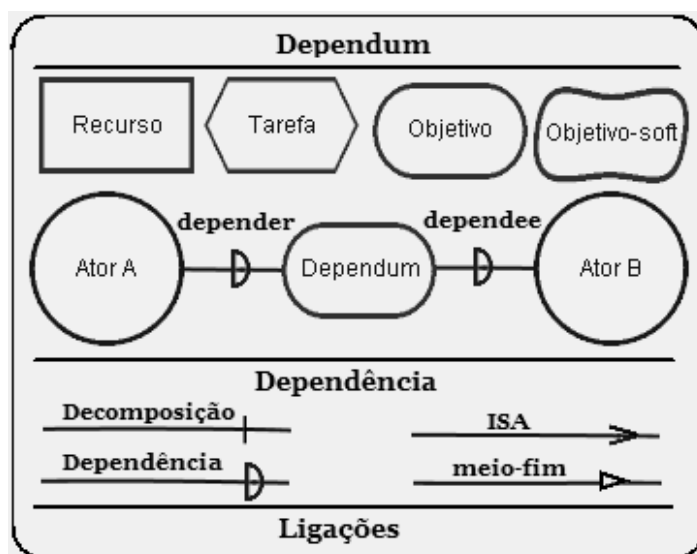 Dependum
Recurso
Tarefa
Objetivo
Objetivo-soft
depender
dependee
Ator A
Dependum
Ator B
Dependência
Decomposição
ISA
Dependência
meio-fim
Ligações